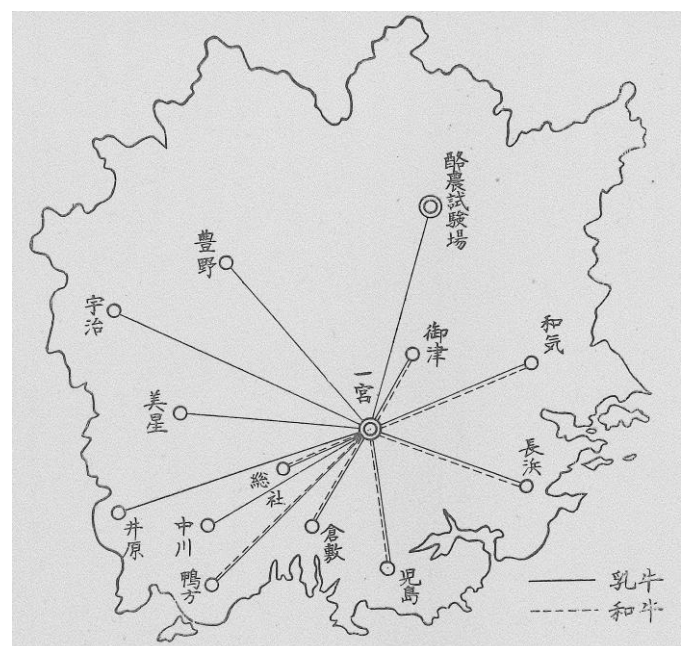 酪農試験場
豊野
宇治
御津
和気
一宮
美星
長浜
総社
井原
中川
倉敷
鴨方
児島
乳牛
和牛